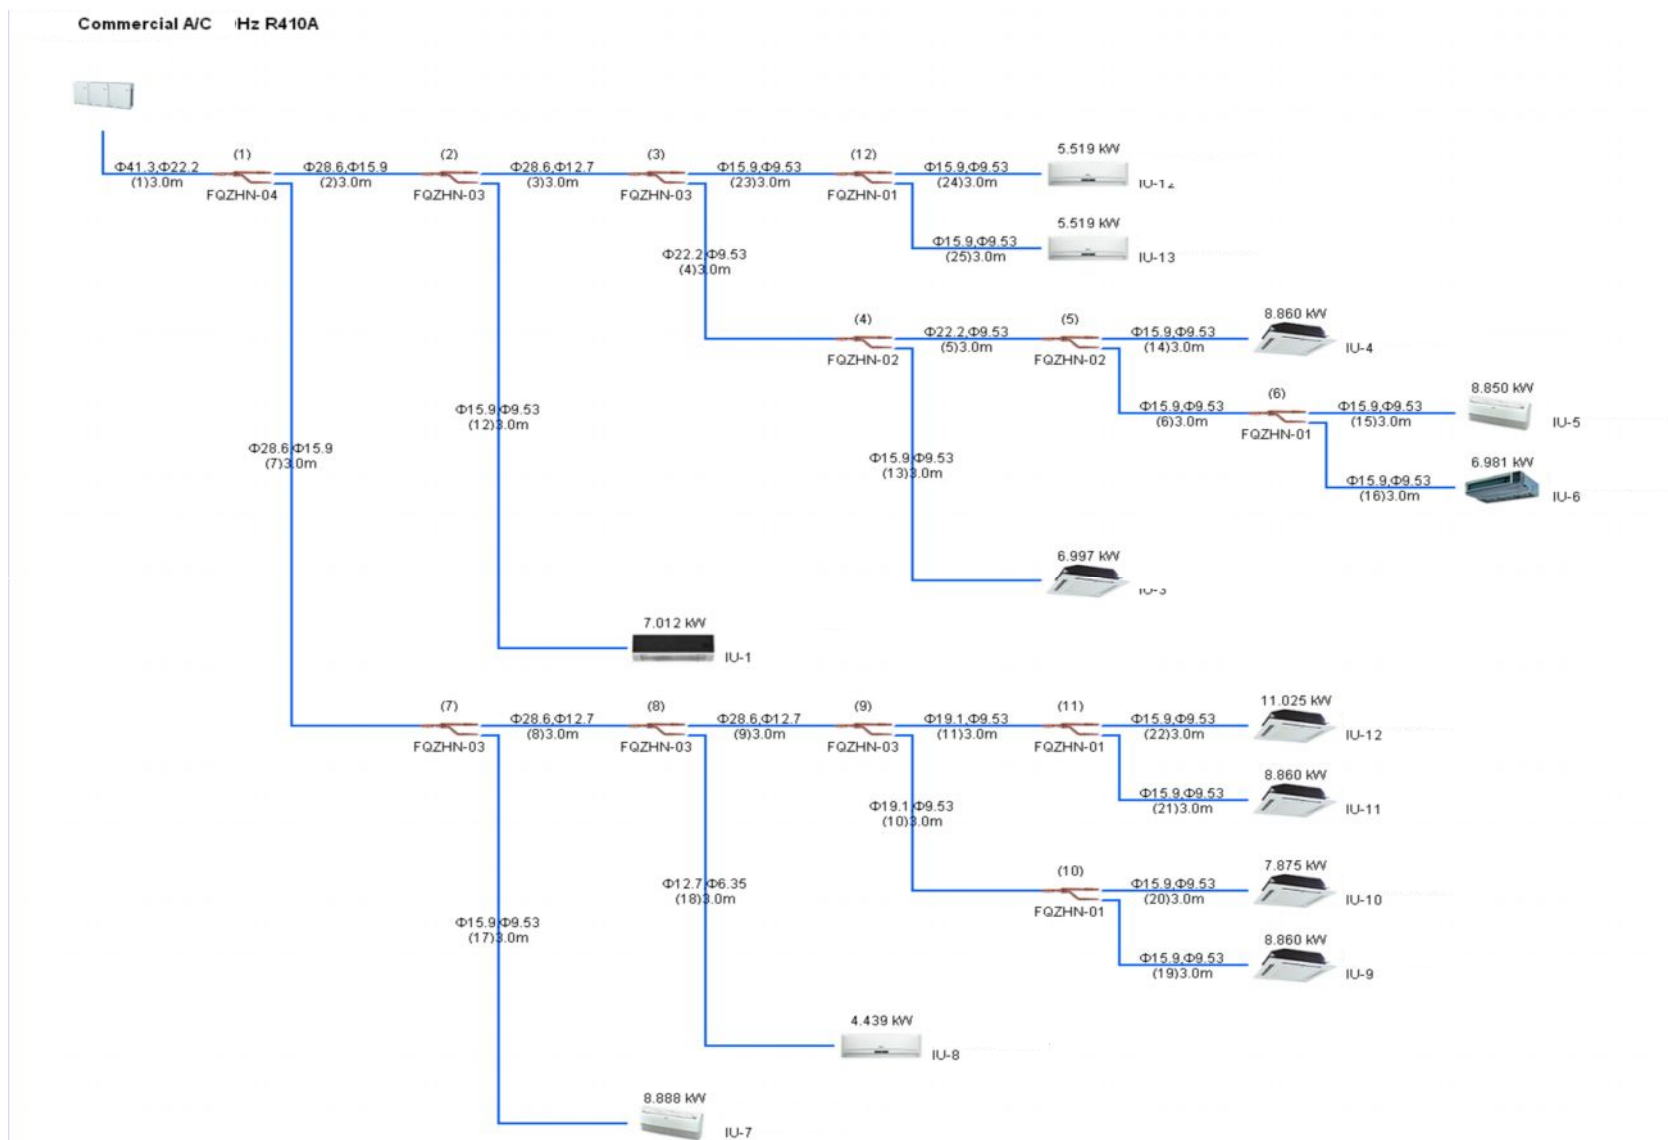 Commercial A/C Hz R410A
5.519 kW
(1) (2) (3) (12)
Φ41.3,Φ22.2 Φ28.6,Φ15.9 Φ28.6,Φ12.7 Φ15.9,Φ9.53 Φ15.9,Φ9.53
(1)3.0m (2)3.0m (3)3.0m (23)3.0m (24)3.0m
IU-12
FQZHN-04 FQZHN-03 FQZHN-03 FQZHN-01
5.519 kW
Φ15.9,Φ9.53
(25)3.0m
IU-13
Φ22.2,Φ9.53
(4)3.0m
8.860 kW
(4) (5)
Φ22.2,Φ9.53 Φ15.9,Φ9.53
(5)3.0m (14)3.0m
IU-4
FQZHN-02 FQZHN-02
8.850 kW
(6)
Φ15.9,Φ9.53 Φ15.9,Φ9.53 Φ15.9,Φ9.53
(12)3.0m (6)3.0m (15)3.0m
IU-5
FQZHN-01
Φ28.6,Φ15.9
(7)3.0m
Φ15.9,Φ9.53
(13)3.0m
6.981 kW
Φ15.9,Φ9.53
(16)3.0m
IU-6
6.997 kW
IU-3
7.012 kW
IU-1
11.025 kW
(7) (8) (9) (11)
Φ28.6,Φ12.7 Φ28.6,Φ12.7 Φ19.1,Φ9.53 Φ15.9,Φ9.53
(8)3.0m (9)3.0m (11)3.0m (22)3.0m
IU-12
FQZHN-03 FQZHN-03 FQZHN-03 FQZHN-01
8.860 kW
Φ19.1,Φ9.53 Φ15.9,Φ9.53
(10)3.0m (21)3.0m
IU-11
7.875 kW
(10)
Φ12.7,Φ6.35 Φ15.9,Φ9.53
(18)3.0m (20)3.0m
IU-10
FQZHN-01
Φ15.9,Φ9.53
(17)3.0m
8.860 kW
Φ15.9,Φ9.53
(19)3.0m
IU-9
4.439 kW
IU-8
8.888 kW
IU-7